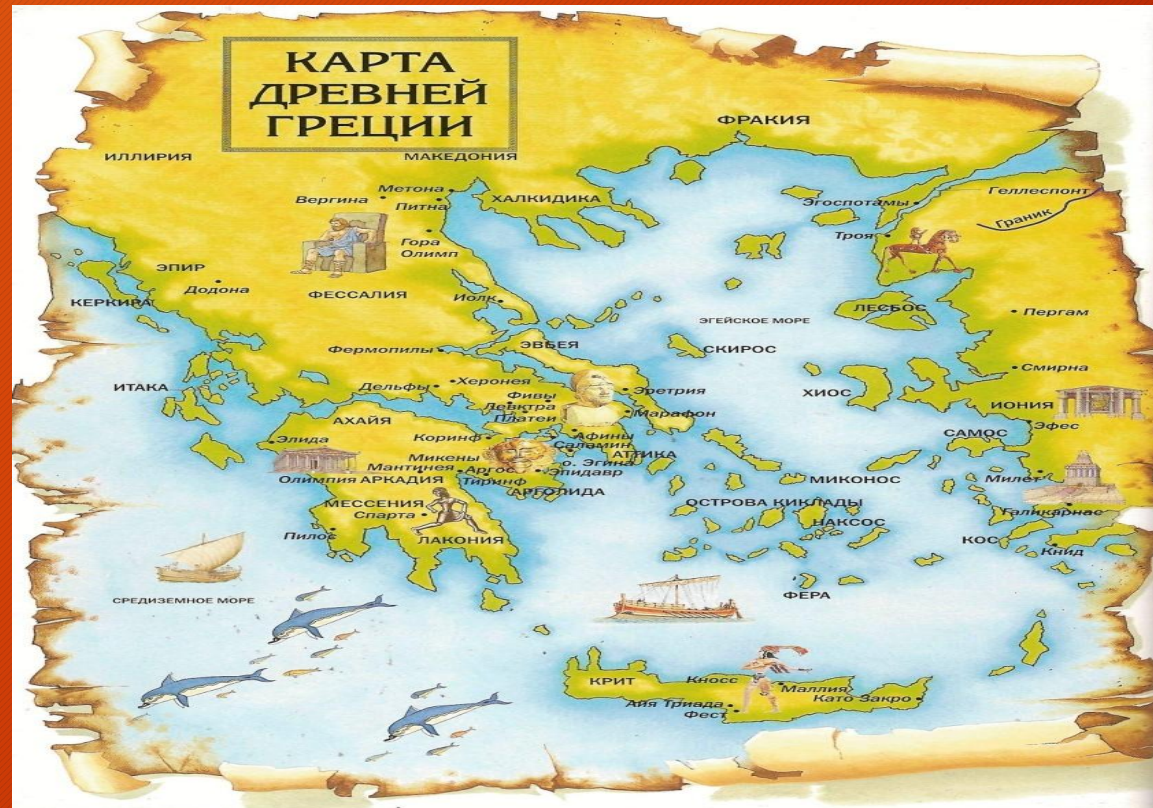 КАРТА
ДРЕВНЕЙ
ГРЕЦИИ
ФРАКИЯ
ИЛЛИРИЯ
МАКЕДОНИЯ
Метона
Вергина
Питна
ХАЛКИДИКА
Геллеспонт
Эгоспотамы
Граник
Троя
Гора
Олимп
ЭПИР
Додона
КЕРКИРА
ФЕССАЛИЯ
Иолк
ЛЕСБОС
Пергам
ЭГЕЙСКОЕ МОРЕ
Фермопилы
ЭВБЕЯ
СКИРОС
Смирна
ИТАКА
Дельфы
Херонея
Эретрия
ХИОС
Фивы
Левктра
Платеи
Марафон
ИОНИЯ
АХАЙЯ
Эфес
Элида
Коринф
Афины
Саламин
САМОС
Микены
АТТИКА
о. Эгина
Мантинея
Аргос
Эпидавр
Милет
Олимпия
АРКАДИЯ
Тиринф
МИКОНОС
АРГОЛИДА
МЕССЕНИЯ
ОСТРОВА КИКЛАДЫ
Спарта
Галикарнас
НАКСОС
Пилос
ЛАКОНИЯ
КОС
Книд
СРЕДИЗЕМНОЕ МОРЕ
ФЕРА
КРИТ
Кносс
Маллия
Като Закро
Айя Триада
Фест